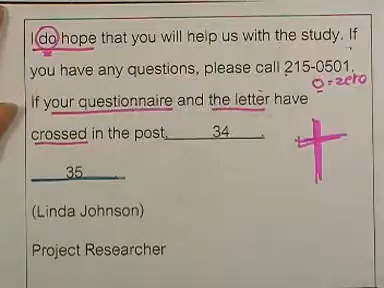 I do hope that you will help us with the study. If
you have any questions, please call 215-0501.
0 = zero
If your questionnaire and the letter have
crossed in the post, 34 .
35 .
(Linda Johnson)
Project Researcher